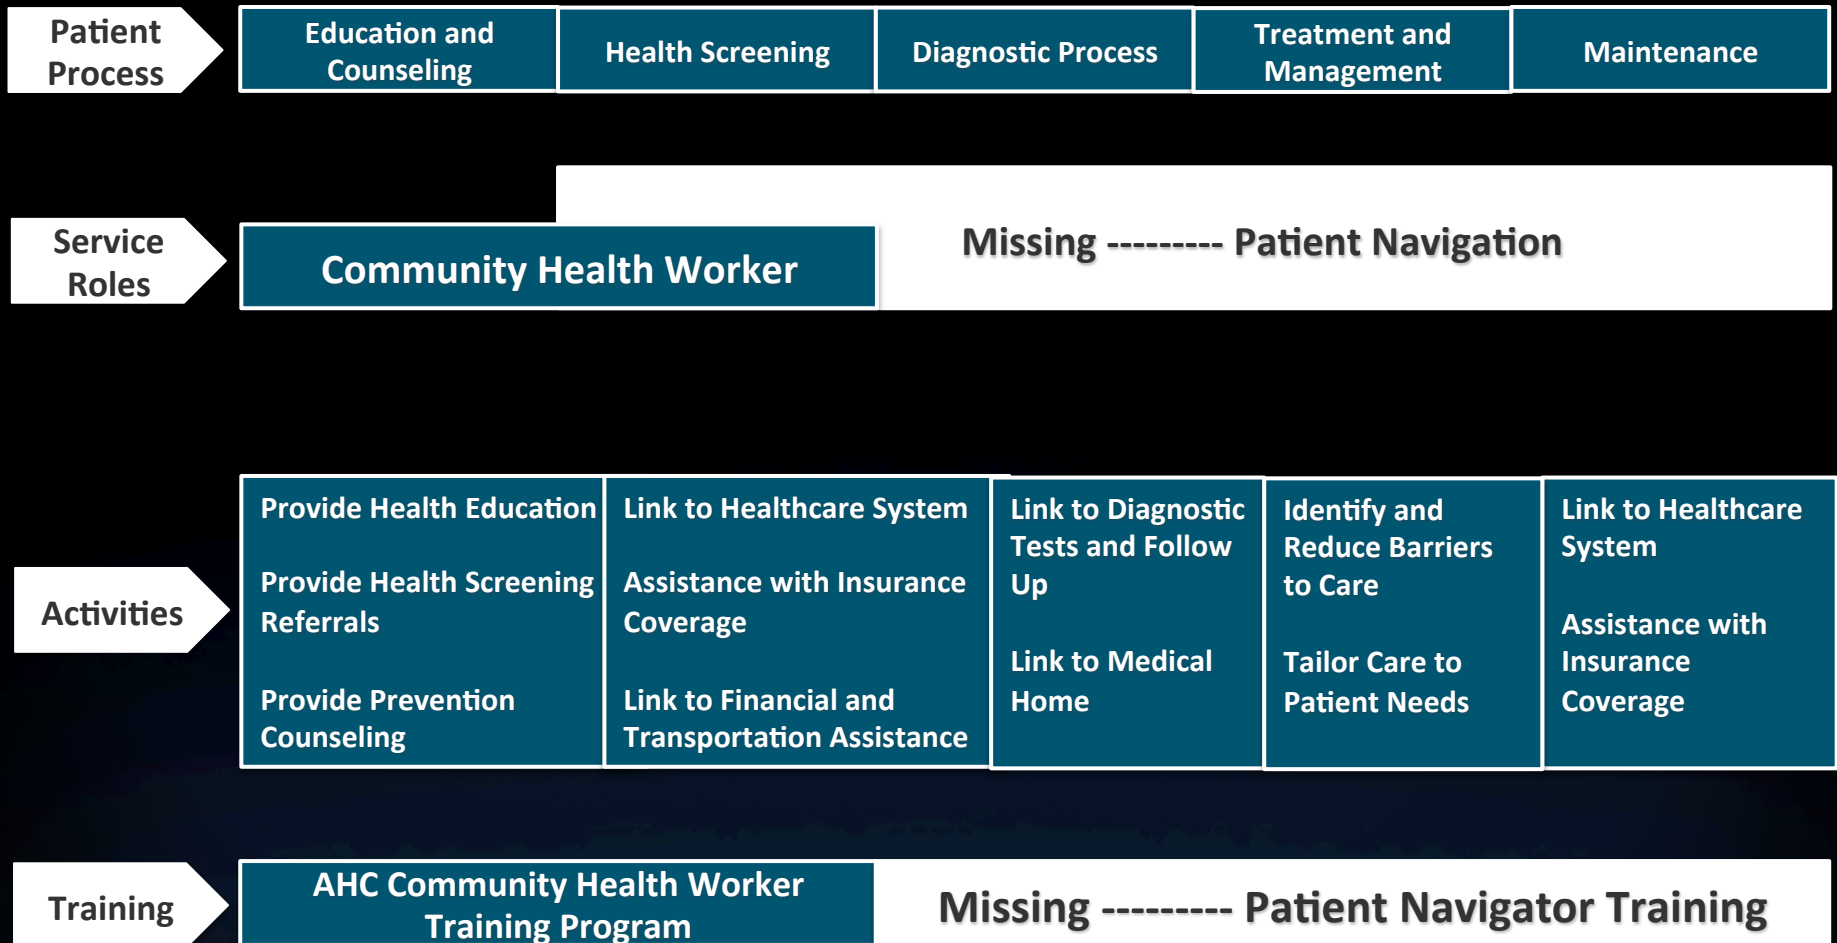 Patient
Process
Education and
Counseling
Health Screening
Diagnostic Process
Treatment and
Management
Maintenance
Service
Roles
Community Health Worker
Missing --------- Patient Navigation
Activities
Provide Health Education
Provide Health Screening
Referrals
Provide Prevention
Counseling
Link to Healthcare System
Assistance with Insurance
Coverage
Link to Financial and
Transportation Assistance
Link to Diagnostic
Tests and Follow
Up
Link to Medical
Home
Identify and
Reduce Barriers
to Care
Tailor Care to
Patient Needs
Link to Healthcare
System
Assistance with
Insurance
Coverage
Training
AHC Community Health Worker
Training Program
Missing --------- Patient Navigator Training